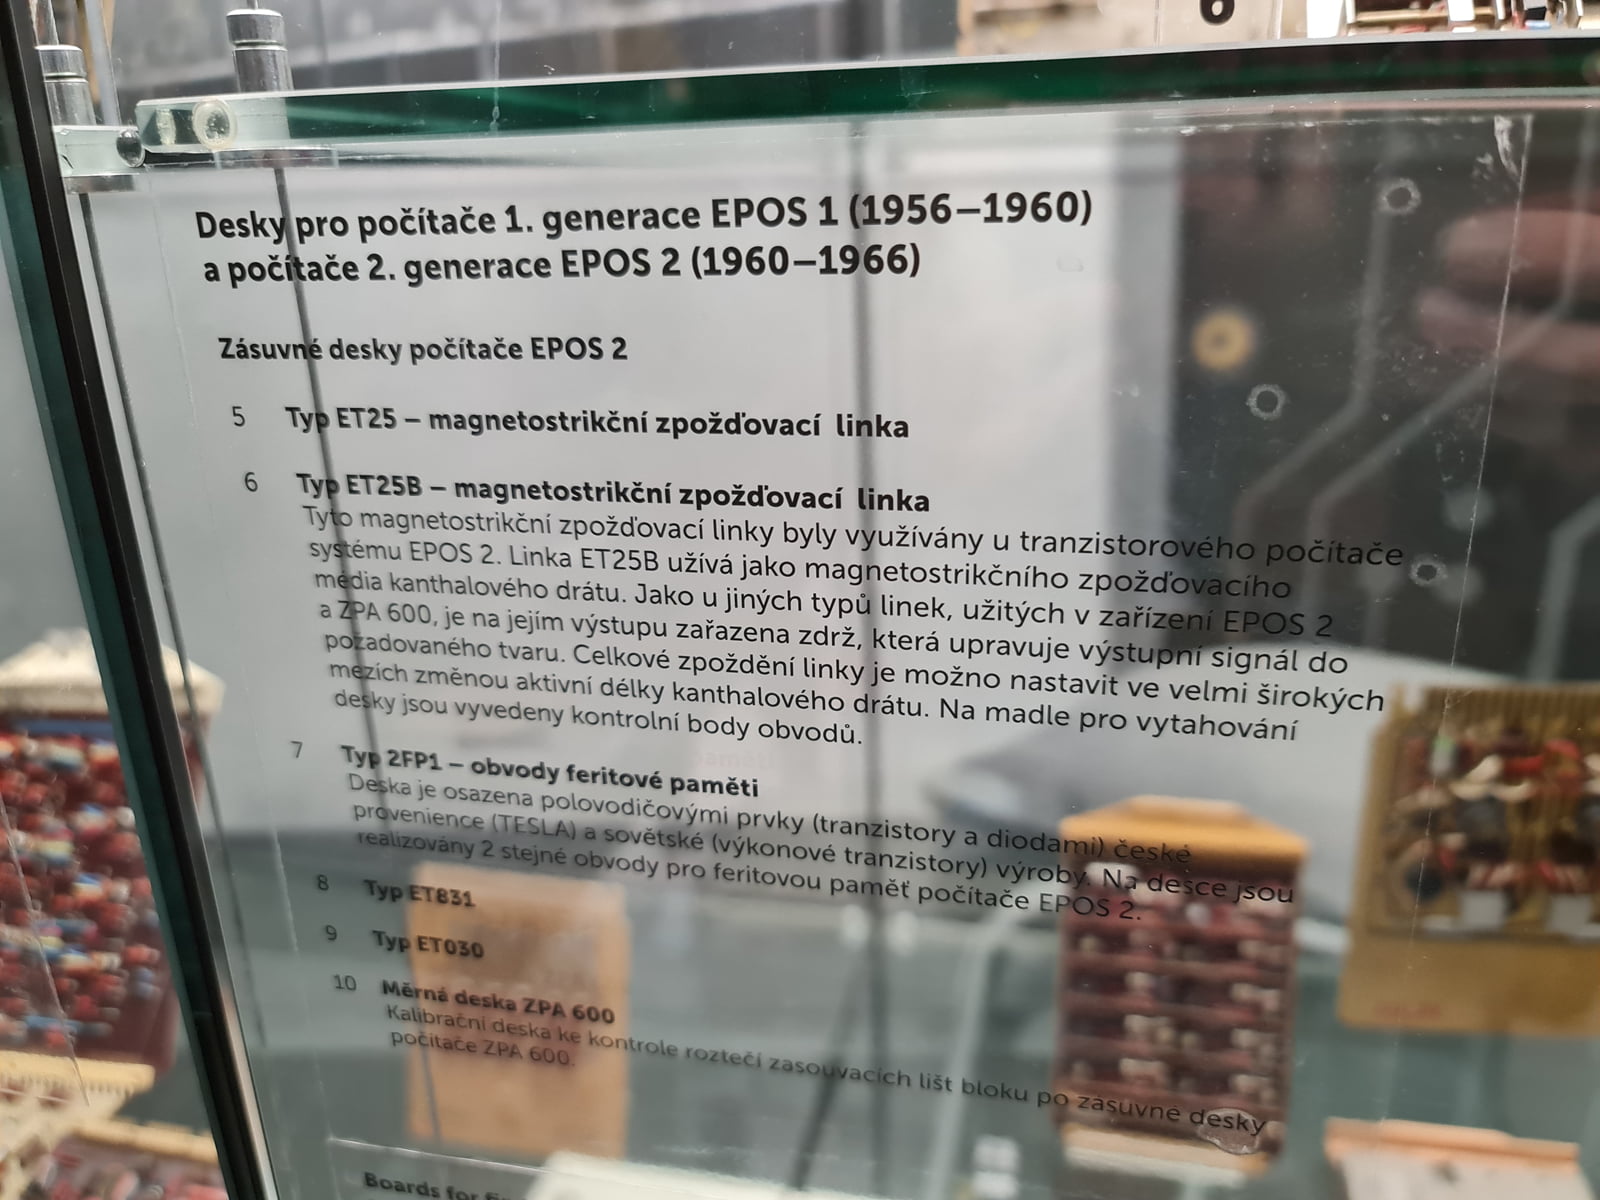 6
Desky pro počítače 1. generace EPOS 1 (1956–1960)
a počítače 2. generace EPOS 2 (1960–1966)
Zásuvné desky počítače EPOS 2
5 Typ ET25 – magnetostrikční zpožďovací linka
6 Typ ET25B – magnetostrikční zpožďovací linka
Tyto magnetostrikční zpožďovací linky byly využívány u tranzistorového počítače
systému EPOS 2. Linka ET25B užívá jako magnetostrikčního zpožďovacího
média kanthalového drátu. Jako u jiných typů linek, užitých v zařízení EPOS 2
a ZPA 600, je na jejím výstupu zařazena zdrž, která upravuje výstupní signál do
požadovaného tvaru. Celkové zpoždění linky je možno nastavit ve velmi širokých
mezích změnou aktivní délky kanthalového drátu. Na madle pro vytahování
desky jsou vyvedeny kontrolní body obvodů.
7 Typ 2FP1 – obvody feritové paměti
Deska je osazena polovodičovými prvky (tranzistory a diodami) české
provenience (TESLA) a sovětské (výkonové tranzistory) výroby. Na desce jsou
realizovány 2 stejné obvody pro feritovou paměť počítače EPOS 2.
8 Typ ET831
9 Typ ET030
10 Měrná deska ZPA 600
Kalibrační deska ke kontrole roztečí zasouvacích lišt bloku po zásuvné desky
počítače ZPA 600.
Boards for